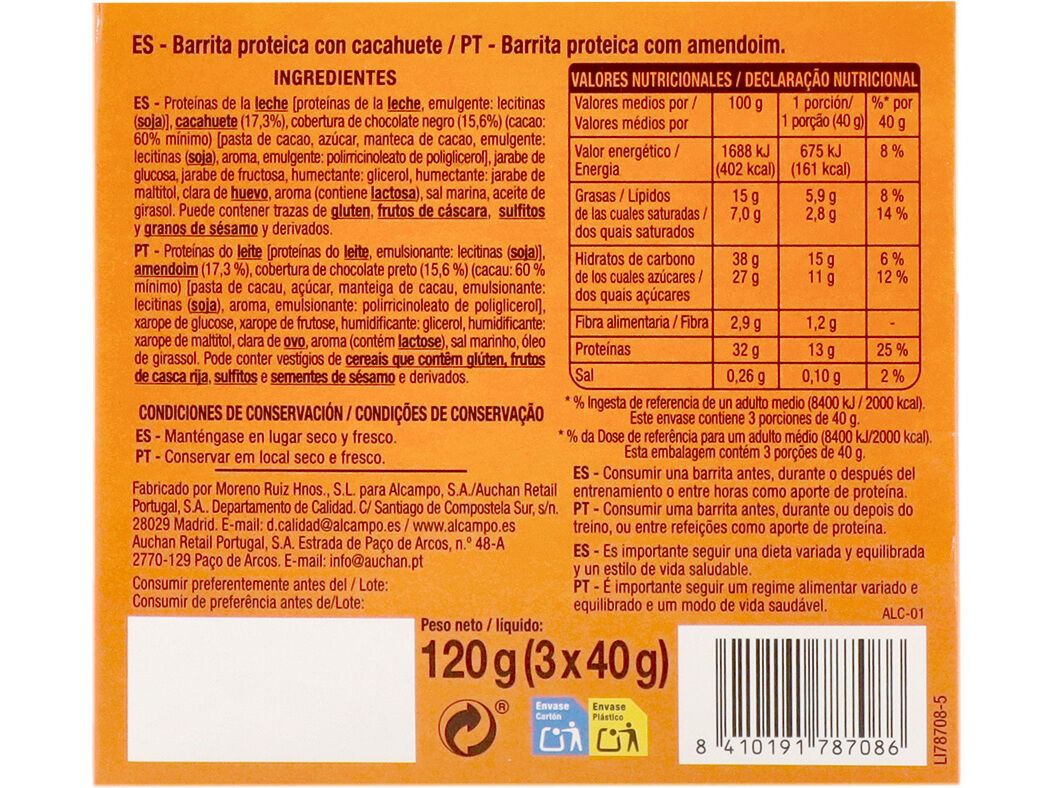 ES - Barrita proteica con cacahuete / PT - Barrita proteica com amendoim.
INGREDIENTES
ES - Proteínas de la leche [proteínas de la leche, emulgente: lecitinas
(soja)], cacahuete (17,3%), cobertura de chocolate negro (15,6%) (cacao:
60% mínimo) [pasta de cacao, azúcar, manteca de cacao, emulgente:
lecitinas (soja), aroma, emulgente: polirricinoleato de poliglicerol], jarabe de
glucosa, jarabe de fructosa, humectante: glicerol, humectante: jarabe de
maltitol, clara de huevo, aroma (contiene lactosa), sal marina, aceite de
girasol. Puede contener trazas de gluten, frutos de cáscara, sulfitos
y granos de sésamo y derivados.
PT - Proteínas do leite [proteínas do leite, emulsionante: lecitinas (soja)],
amendoim (17,3 %), cobertura de chocolate preto (15,6 %) (cacau: 60 %
mínimo) [pasta de cacau, açúcar, manteiga de cacau, emulsionante:
lecitinas (soja), aroma, emulsionante: polirricinoleato de poliglicerol],
xarope de glucose, xarope de frutose, humidificante: glicerol, humidificante:
xarope de maltitol, clara de ovo, aroma (contém lactose), sal marinho, óleo
de girassol. Pode conter vestígios de cereais que contêm glúten, frutos
de casca rija, sulfitos e sementes de sésamo e derivados.
CONDICIONES DE CONSERVACIÓN / CONDIÇÕES DE CONSERVAÇÃO
ES - Manténgase en lugar seco y fresco.
PT - Conservar em local seco e fresco.
Fabricado por Moreno Ruiz Hnos., S.L. para Alcampo, S.A./Auchan Retail
Portugal, S.A.. Departamento de Calidad. C/ Santiago de Compostela Sur, s/n.
28029 Madrid. E-mail: d.calidad@alcampo.es / www.alcampo.es
Auchan Retail Portugal, S.A. Estrada de Paço de Arcos, n.º 48-A
2770-129 Paço de Arcos. E-mail: info@auchan.pt
Consumir preferentemente antes del / Lote:
Consumir de preferência antes de/Lote:
VALORES NUTRICIONALES / DECLARAÇÃO NUTRICIONAL
Valores medios por / 100 g 1 porción/ %* por
Valores médios por 1 porção (40 g) 40 g
Valor energético / 1688 kJ 675 kJ 8 %
Energia (402 kcal) (161 kcal)
Grasas / Lípidos 15 g 5,9 g 8 %
de las cuales saturadas / 7,0 g 2,8 g 14 %
dos quais saturados
Hidratos de carbono 38 g 15 g 6 %
de los cuales azúcares / 27 g 11 g 12 %
dos quais açúcares
Fibra alimentaria / Fibra 2,9 g 1,2 g -
Proteínas 32 g 13 g 25 %
Sal 0,26 g 0,10 g 2 %
* % Ingesta de referencia de un adulto medio (8400 kJ / 2000 kcal).
Este envase contiene 3 porciones de 40 g.
* % da Dose de referência para um adulto médio (8400 kJ/2000 kcal).
Esta embalagem contém 3 porções de 40 g.
ES - Consumir una barrita antes, durante o después del
entrenamiento o entre horas como aporte de proteína.
PT - Consumir uma barrita antes, durante ou depois do
treino, ou entre refeições como aporte de proteína.
ES - Es importante seguir una dieta variada y equilibrada
y un estilo de vida saludable.
PT - É importante seguir um regime alimentar variado e
equilibrado e um modo de vida saudável.
ALC-01
Peso neto / líquido:
120 g (3 x 40 g)
®
Envase
Cartón
Envase
Plástico
8 410191 787086
LI78708-5